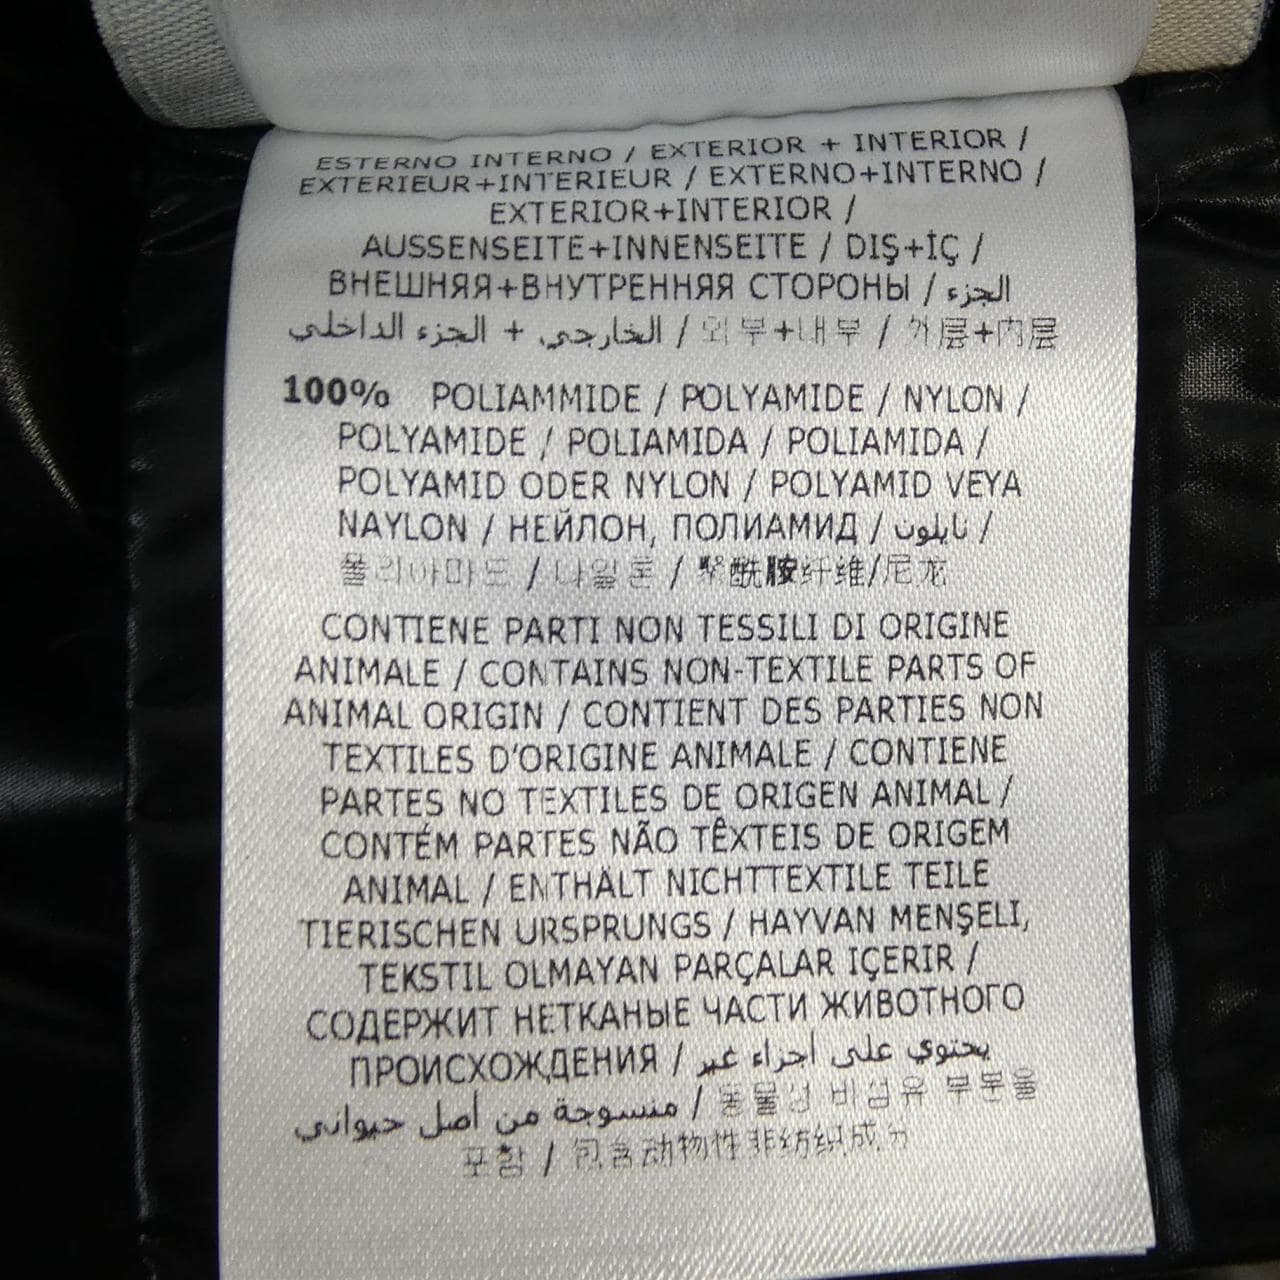 ESTERNO INTERNO / EXTERIOR + INTERIOR /
EXTERIEUR+INTERIEUR / EXTERNO+INTERNO /
EXTERIOR+INTERIOR /
AUSSENSEITE+INNENSEITE / DIŞ+İÇ /
ВНЕШНЯЯ+ВНУТРЕННЯЯ СТОРОНЫ / الجزء
الخارجي + الجزء الداخلي / 외부+내부 / 外层+内层
100% POLIAMMIDE / POLYAMIDE / NYLON /
POLYAMIDE / POLIAMIDA / POLIAMIDA /
POLYAMID ODER NYLON / POLYAMID VEYA
NAYLON / НЕЙЛОН, ПОЛИАМИД / نايلون /
폴리아마드 / 나일론 / 聚酰胺纤维/尼龙
CONTIENE PARTI NON TESSILI DI ORIGINE
ANIMALE / CONTAINS NON-TEXTILE PARTS OF
ANIMAL ORIGIN / CONTIENT DES PARTIES NON
TEXTILES D'ORIGINE ANIMALE / CONTIENE
PARTES NO TEXTILES DE ORIGEN ANIMAL /
CONTÉM PARTES NÃO TÊXTEIS DE ORIGEM
ANIMAL / ENTHÄLT NICHTTEXTILE TEILE
TIERISCHEN URSPRUNGS / HAYVAN MENŞELİ,
TEKSTIL OLMAYAN PARÇALAR IÇERIR /
СОДЕРЖИТ НЕТКАНЫЕ ЧАСТИ ЖИВОТНОГО
ПРОИСХОЖДЕНИЯ / يحتوي على أجزاء غير
منسوجة من أصل حيواني / 동물성 비섬유 부분을
포함 / 包含动物性非纺织成分